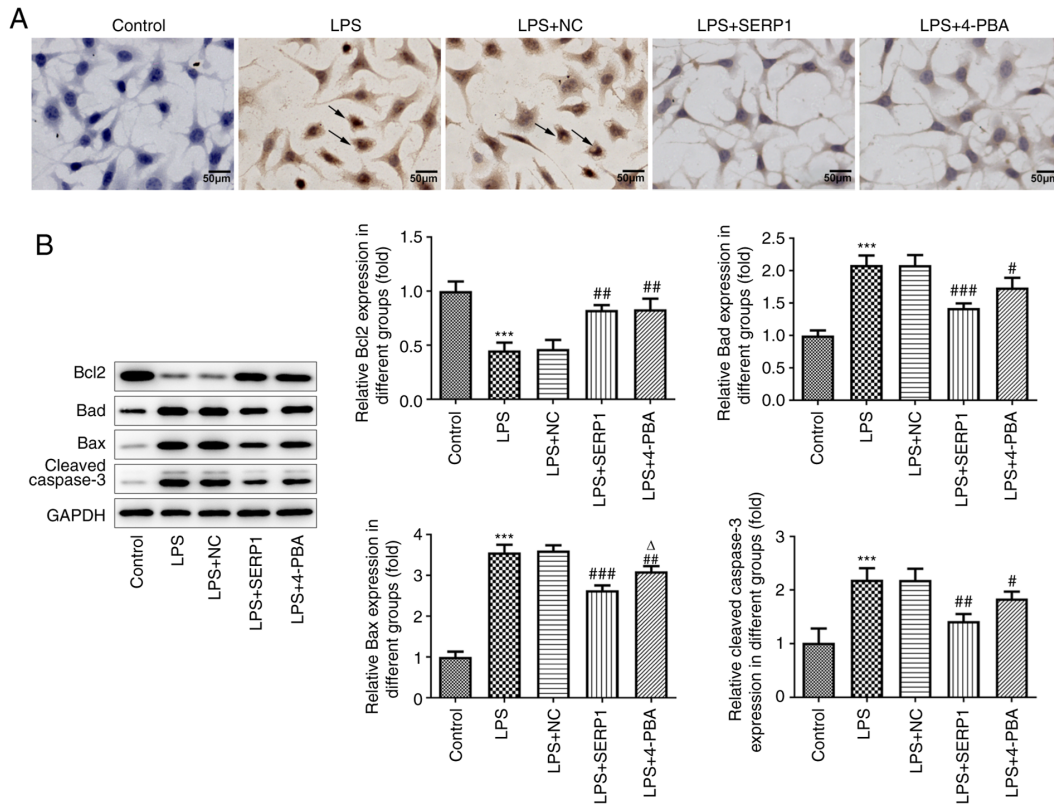 A
Control
LPS
LPS+NC
LPS+SERP1
LPS+4-PBA
50μm
50μm
50μm
50μm
50μm
B
Bcl2
Bad
Bax
Cleaved
caspase-3
GAPDH
Control
LPS
LPS+NC
LPS+SERP1
LPS+4-PBA
Relative Bcl2 expression in
different groups (fold)
1.5
1.0
0.5
0.0
***
##
##
Control
LPS
LPS+NC
LPS+SERP1
LPS+4-PBA
Relative Bad expression in
different groups (fold)
2.5
2.0
1.5
1.0
0.5
0.0
***
###
#
Control
LPS
LPS+NC
LPS+SERP1
LPS+4-PBA
Relative Bax expression in
different groups (fold)
4
3
2
1
0
***
###
Δ
##
Control
LPS
LPS+NC
LPS+SERP1
LPS+4-PBA
Relative cleaved caspase-3
expression in different groups (fold)
3
2
1
0
***
##
#
Control
LPS
LPS+NC
LPS+SERP1
LPS+4-PBA